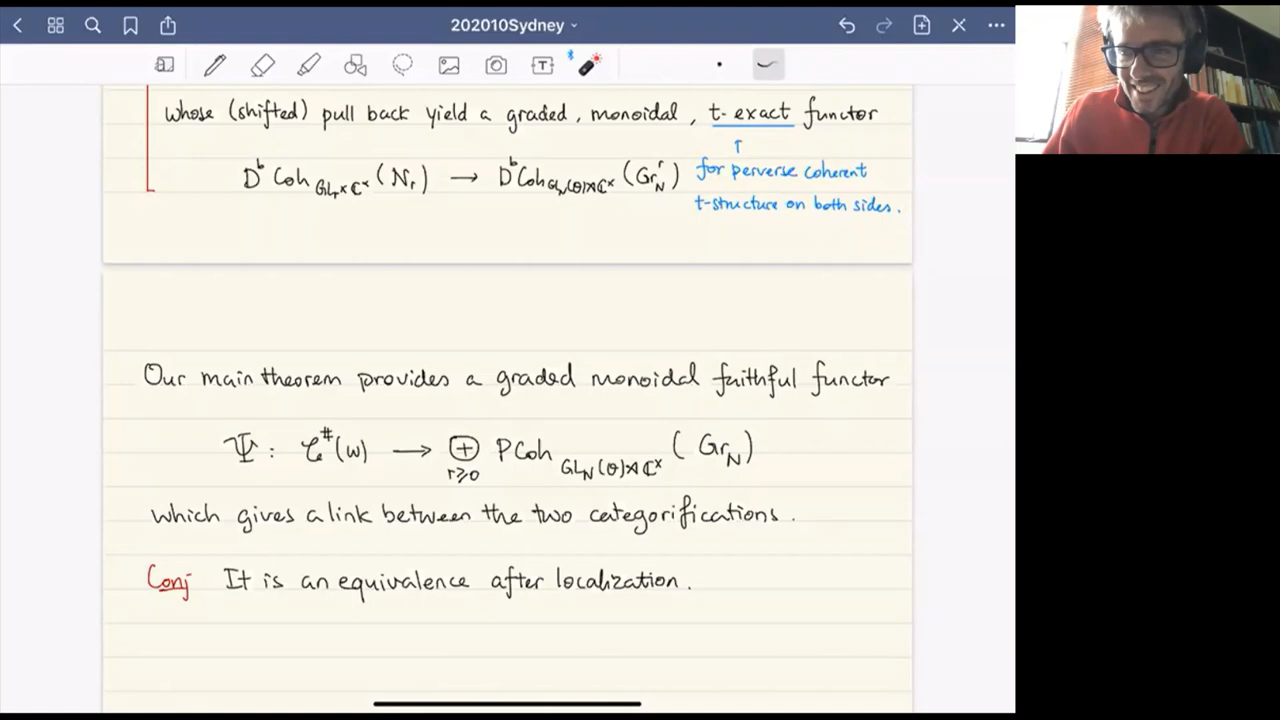 202010Sydney
whose (shifted) pull back yield a graded, monoidal, t-exact functor
D^b Coh_{GL_r×ℂ^×}(N_r) → D^b Coh_{GL_N(O)⋊ℂ^×}(Gr^r_N)
↑
for perverse coherent
t-structure on both sides.
Our main theorem provides a graded monoidal faithful functor
Ψ : 𝒞^#(w) → ⊕_{r≥0} PCoh_{GL_N(O)⋊ℂ^×}(Gr_N)
which gives a link between the two categorifications.
Conj It is an equivalence after localization.